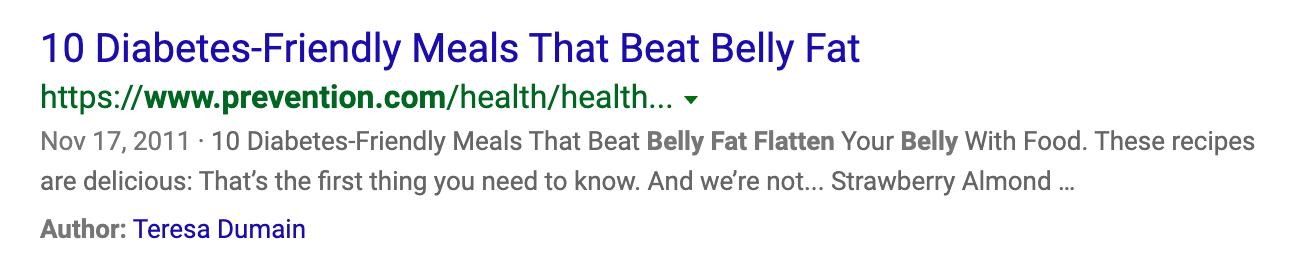 10 Diabetes-Friendly Meals That Beat Belly Fat
https://www.prevention.com/health/health...
Nov 17, 2011 · 10 Diabetes-Friendly Meals That Beat Belly Fat Flatten Your Belly With Food. These recipes
are delicious: That’s the first thing you need to know. And we’re not... Strawberry Almond ...
Author: Teresa Dumain